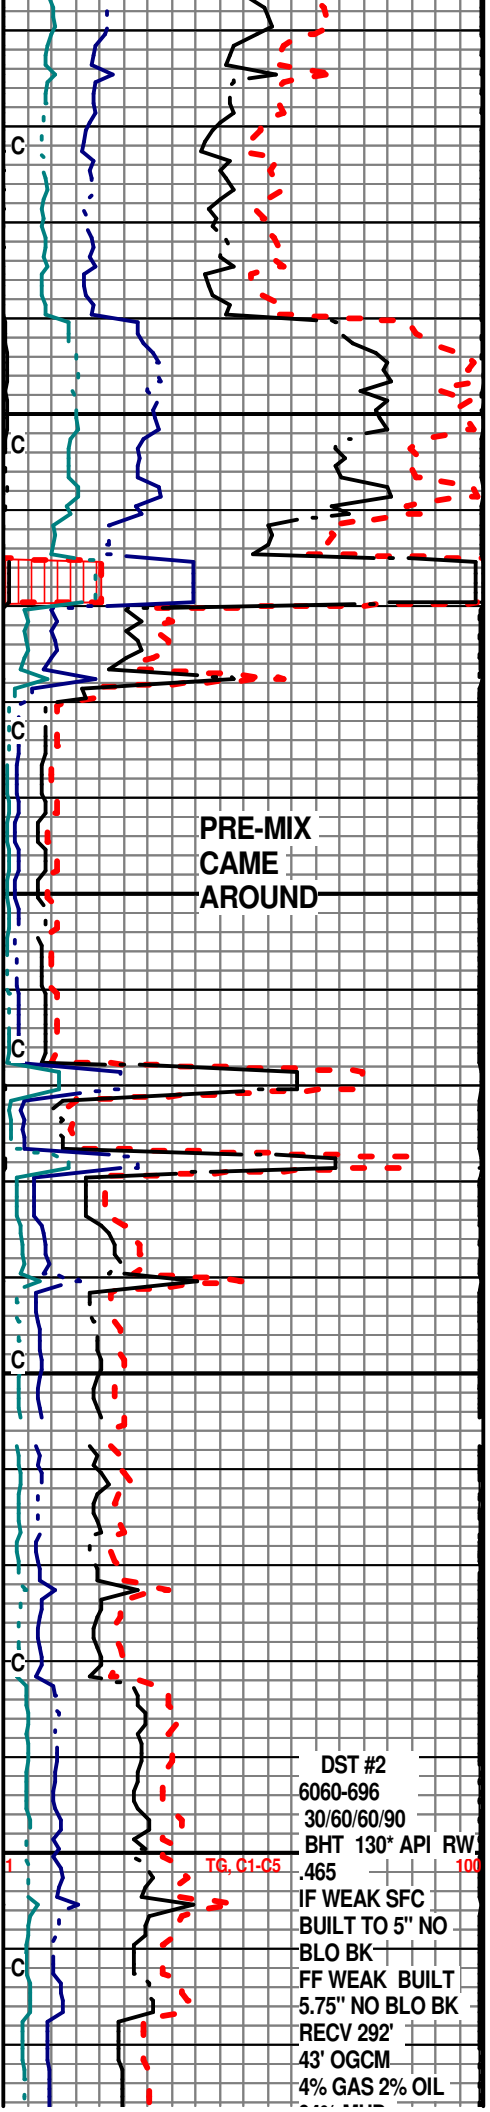 C
C
C
PRE-MIX
CAME
AROUND
C
C
C
DST #2
6060-696
30/60/60/90
BHT 130* API RW
1 TG, C1-C5 100
.465
IF WEAK SFC
BUILT TO 5" NO
BLO BK
C
FF WEAK BUILT
5.75" NO BLO BK
RECV 292'
43' OGCM
4% GAS 2% OIL